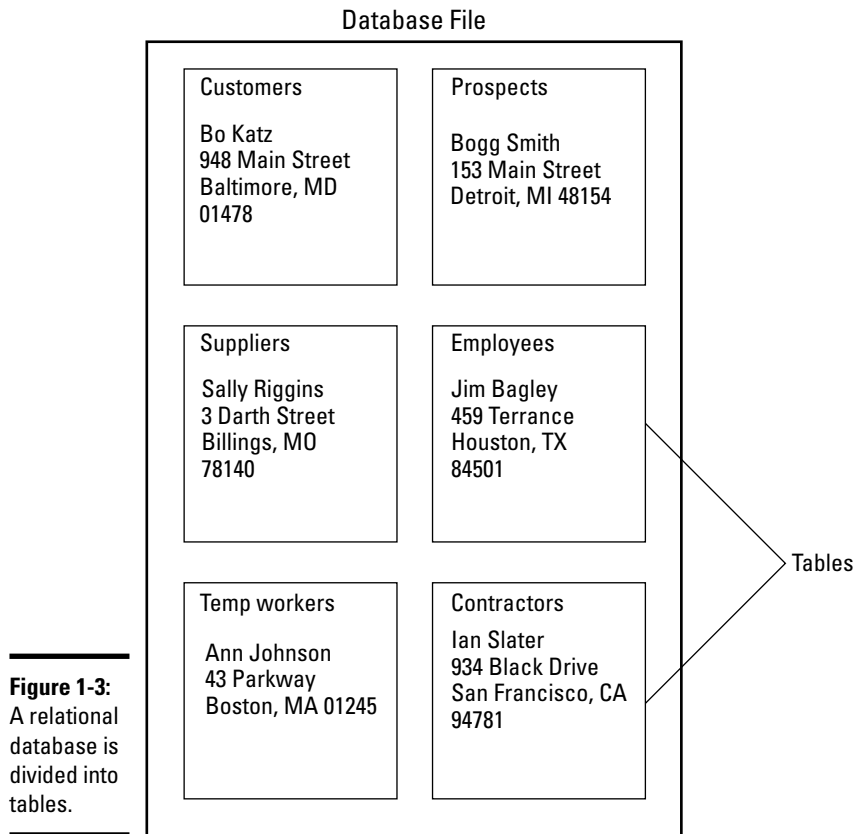 Database File
Customers
Bo Katz
948 Main Street
Baltimore, MD
01478
Prospects
Bogg Smith
153 Main Street
Detroit, MI 48154
Suppliers
Sally Riggins
3 Darth Street
Billings, MO
78140
Employees
Jim Bagley
459 Terrance
Houston, TX
84501
Tables
Temp workers
Ann Johnson
43 Parkway
Boston, MA 01245
Contractors
Ian Slater
934 Black Drive
San Francisco, CA
94781
Figure 1-3:
A relational
database is
divided into
tables.